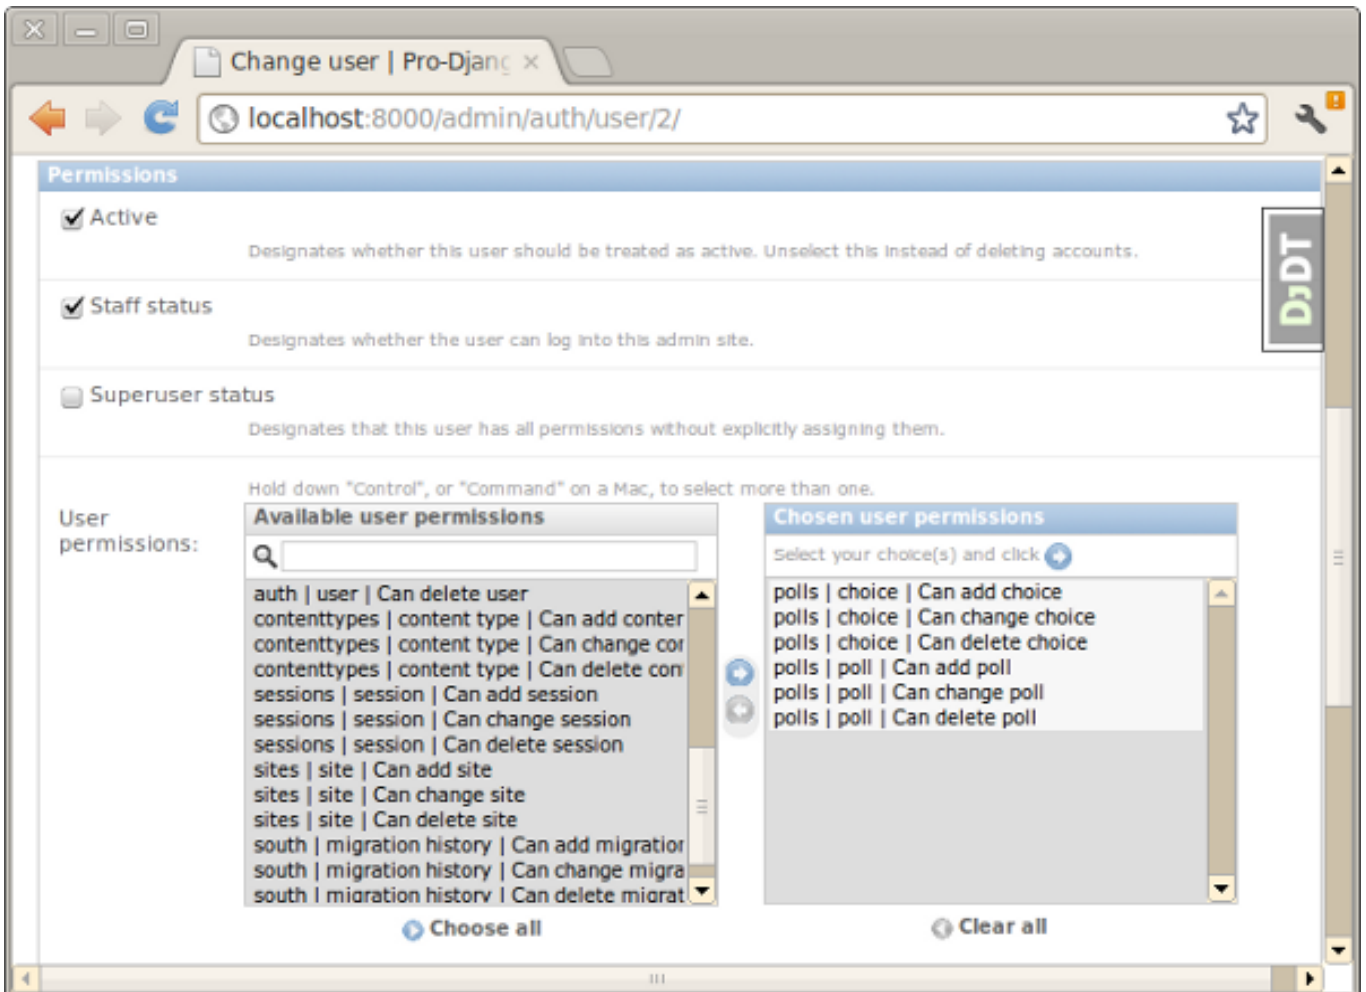 Change user | Pro-Djang
localhost:8000/admin/auth/user/2/
Permissions
Active
Designates whether this user should be treated as active. Unselect this instead of deleting accounts.
DjDT
Staff status
Designates whether the user can log into this admin site.
Superuser status
Designates that this user has all permissions without explicitly assigning them.
Hold down "Control", or "Command" on a Mac, to select more than one.
User
permissions:
Available user permissions
auth | user | Can delete user
contenttypes | content type | Can add conter
contenttypes | content type | Can change cor
contenttypes | content type | Can delete con
sessions | session | Can add session
sessions | session | Can change session
sessions | session | Can delete session
sites | site | Can add site
sites | site | Can change site
sites | site | Can delete site
south | migration history | Can add migration
south | migration history | Can change migra
south | migration history | Can delete migrat
Choose all
Chosen user permissions
Select your choice(s) and click
polls | choice | Can add choice
polls | choice | Can change choice
polls | choice | Can delete choice
polls | poll | Can add poll
polls | poll | Can change poll
polls | poll | Can delete poll
Clear all